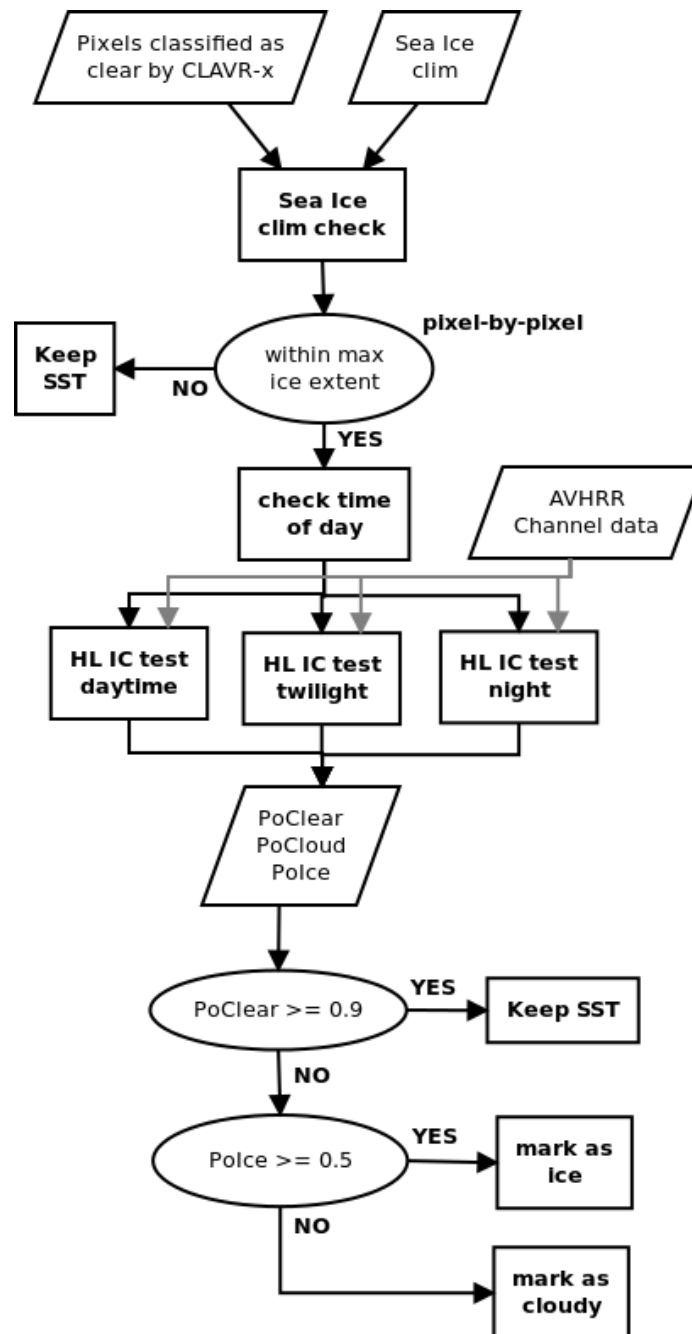 Pixels classified as
clear by CLAVR-x
Sea Ice
clim
Sea Ice
clim check
pixel-by-pixel
within max
ice extent
Keep
SST
NO
YES
check time
of day
AVHRR
Channel data
HL IC test
daytime
HL IC test
twilight
HL IC test
night
PoClear
PoCloud
PoIce
PoClear >= 0.9
YES
Keep SST
NO
PoIce >= 0.5
YES
mark as
ice
NO
mark as
cloudy